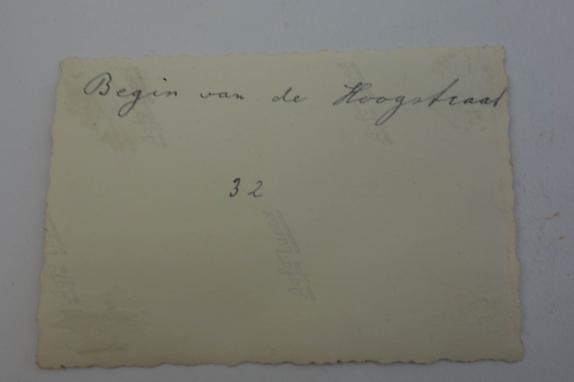 Begin van de Hoogstraat
32